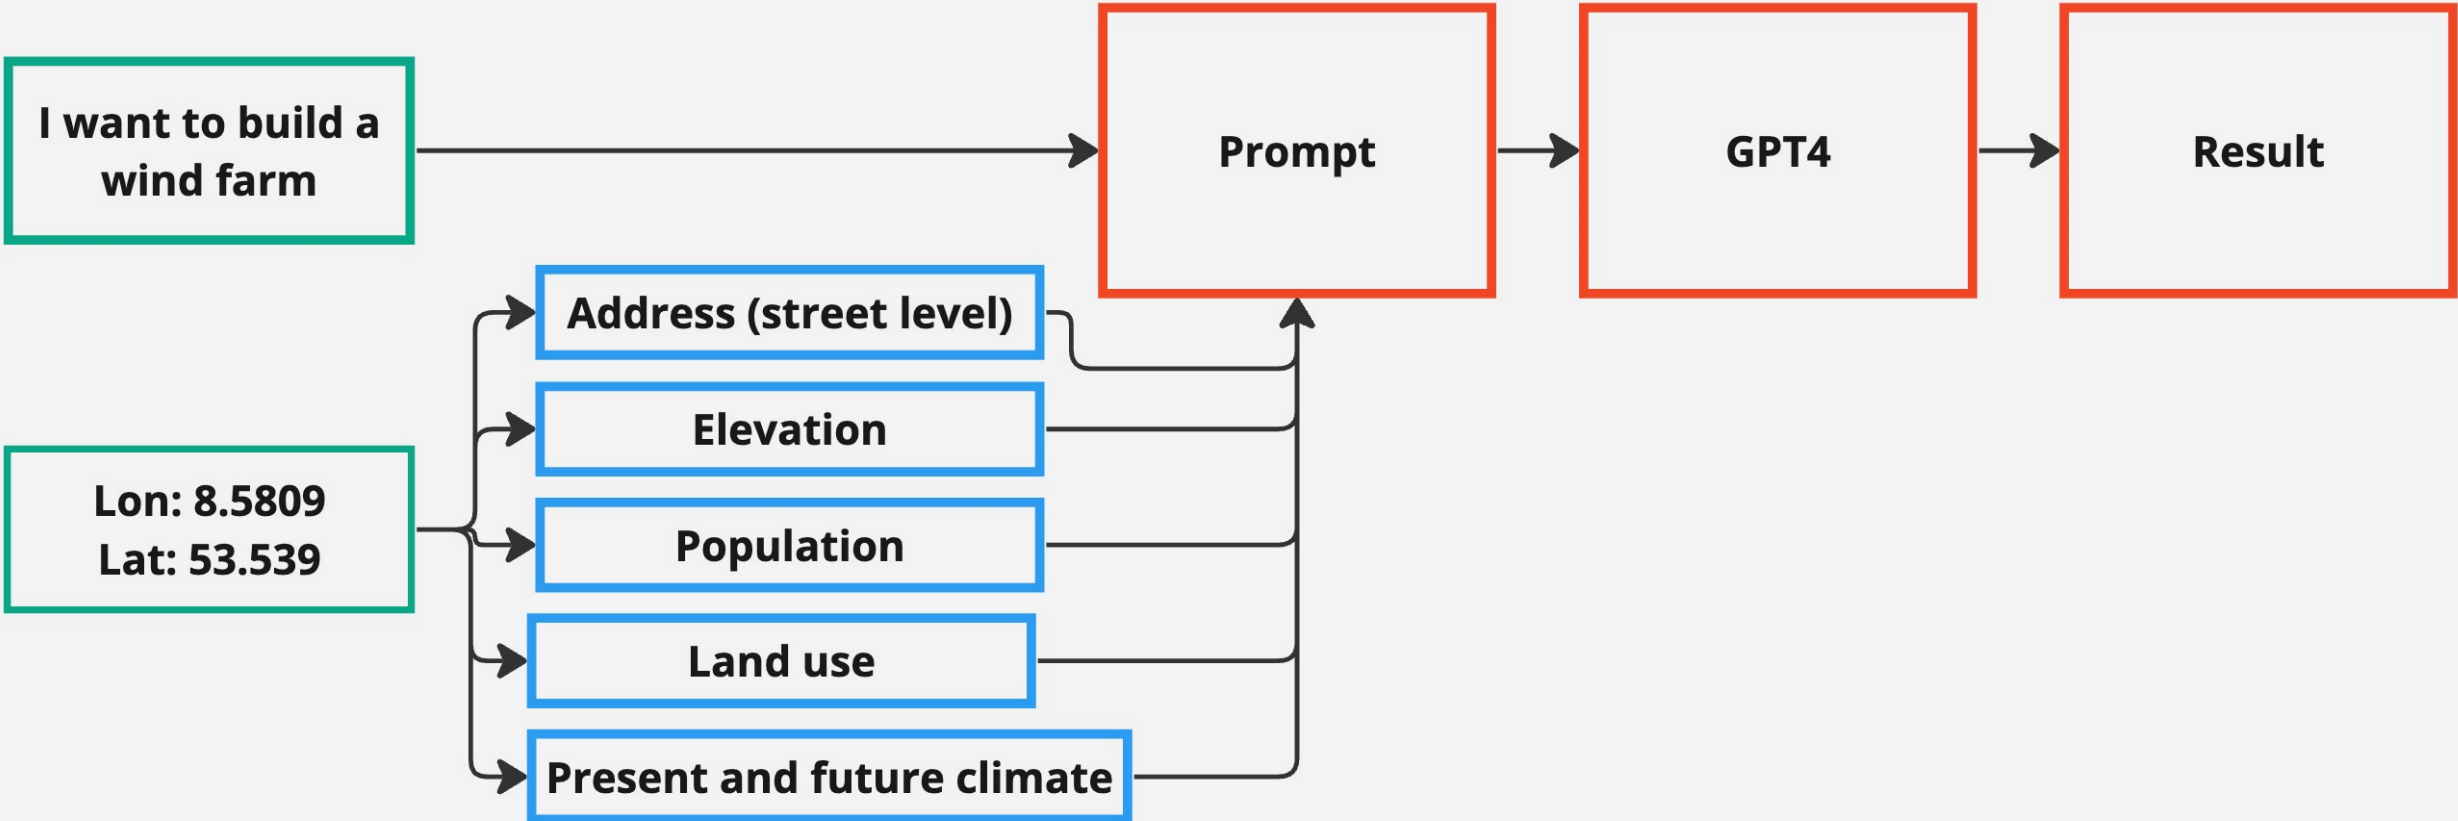 I want to build a
wind farm
Prompt
GPT4
Result
Address (street level)
Elevation
Lon: 8.5809
Lat: 53.539
Population
Land use
Present and future climate